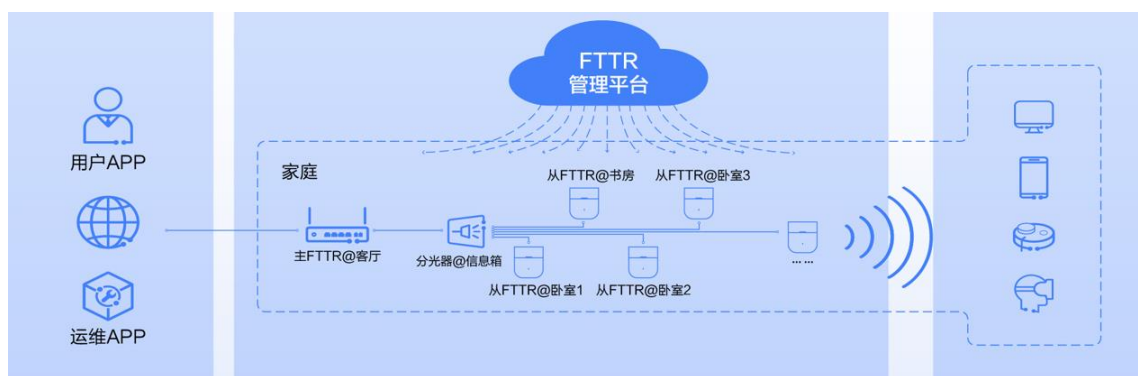 FTTR
管理平台
用户APP
家庭
从FTTR@书房
从FTTR@卧室3
主FTTR@客厅
分光器@信息箱
... ...
从FTTR@卧室1
从FTTR@卧室2
运维APP